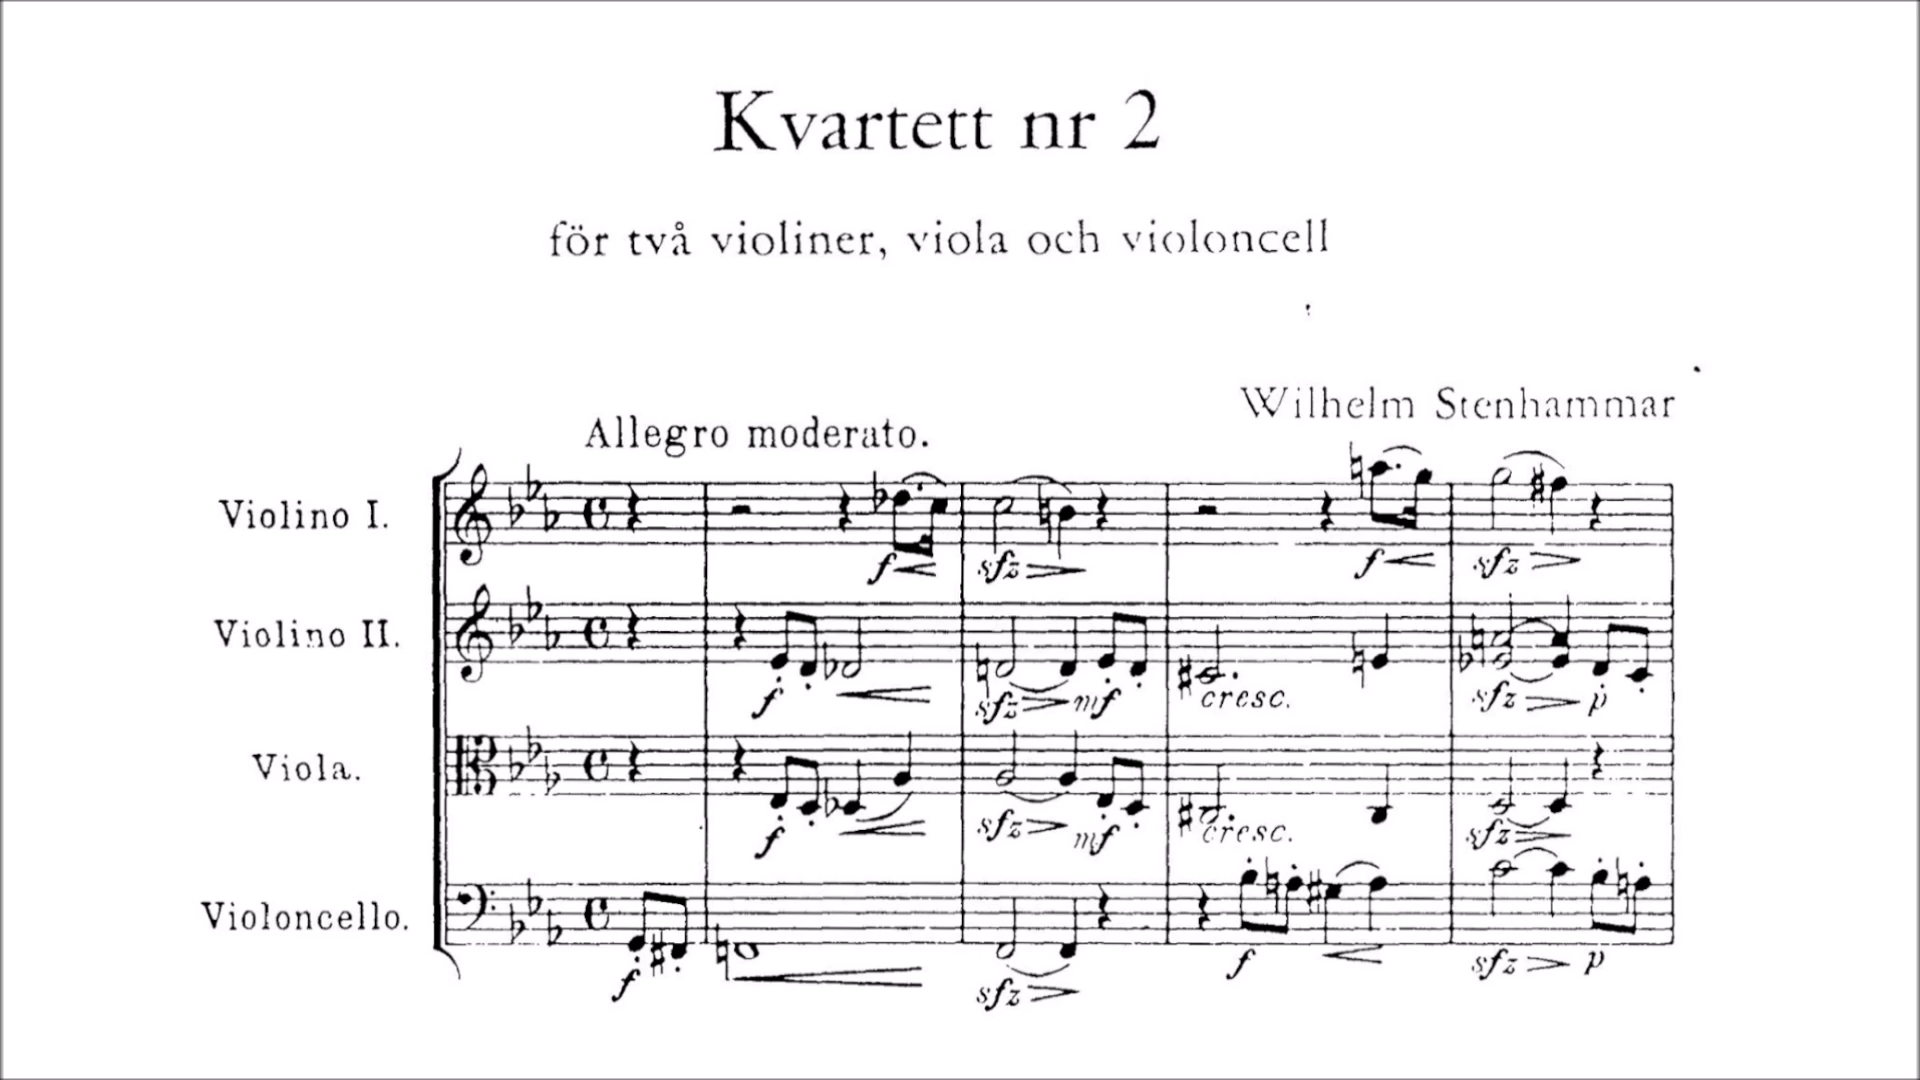 Kvartett nr 2
för två violiner, viola och violoncell
Wilhelm Stenhammar
Allegro moderato.
Violino I.
f sfz f sfz
Violino II.
f sfz mf cresc. sfz p
Viola.
f sfz mf cresc. sfz
Violoncello.
f sfz f sfz p